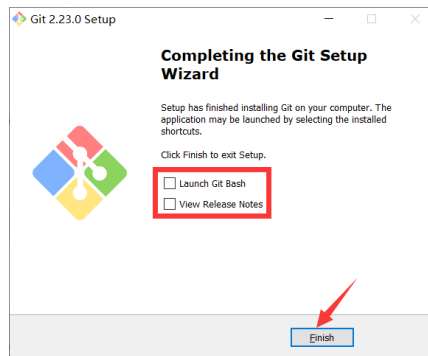 Git 2.23.0 Setup
Completing the Git Setup
Wizard
Setup has finished installing Git on your computer. The
application may be launched by selecting the installed
shortcuts.
Click Finish to exit Setup.
Launch Git Bash
View Release Notes
Finish